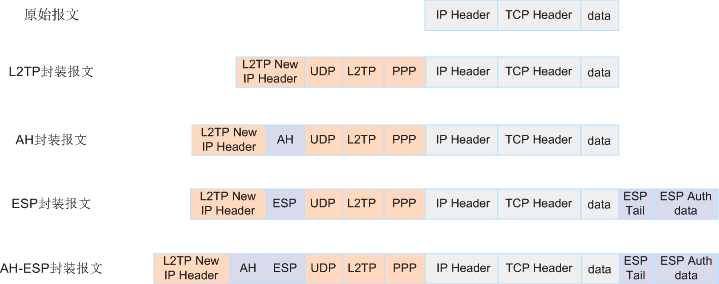 原始报文 IP Header TCP Header data
L2TP封装报文 L2TP New IP Header UDP L2TP PPP IP Header TCP Header data
AH封装报文 L2TP New IP Header AH UDP L2TP PPP IP Header TCP Header data
ESP封装报文 L2TP New IP Header ESP UDP L2TP PPP IP Header TCP Header data ESP Tail ESP Auth data
AH-ESP封装报文 L2TP New IP Header AH ESP UDP L2TP PPP IP Header TCP Header data ESP Tail ESP Auth data